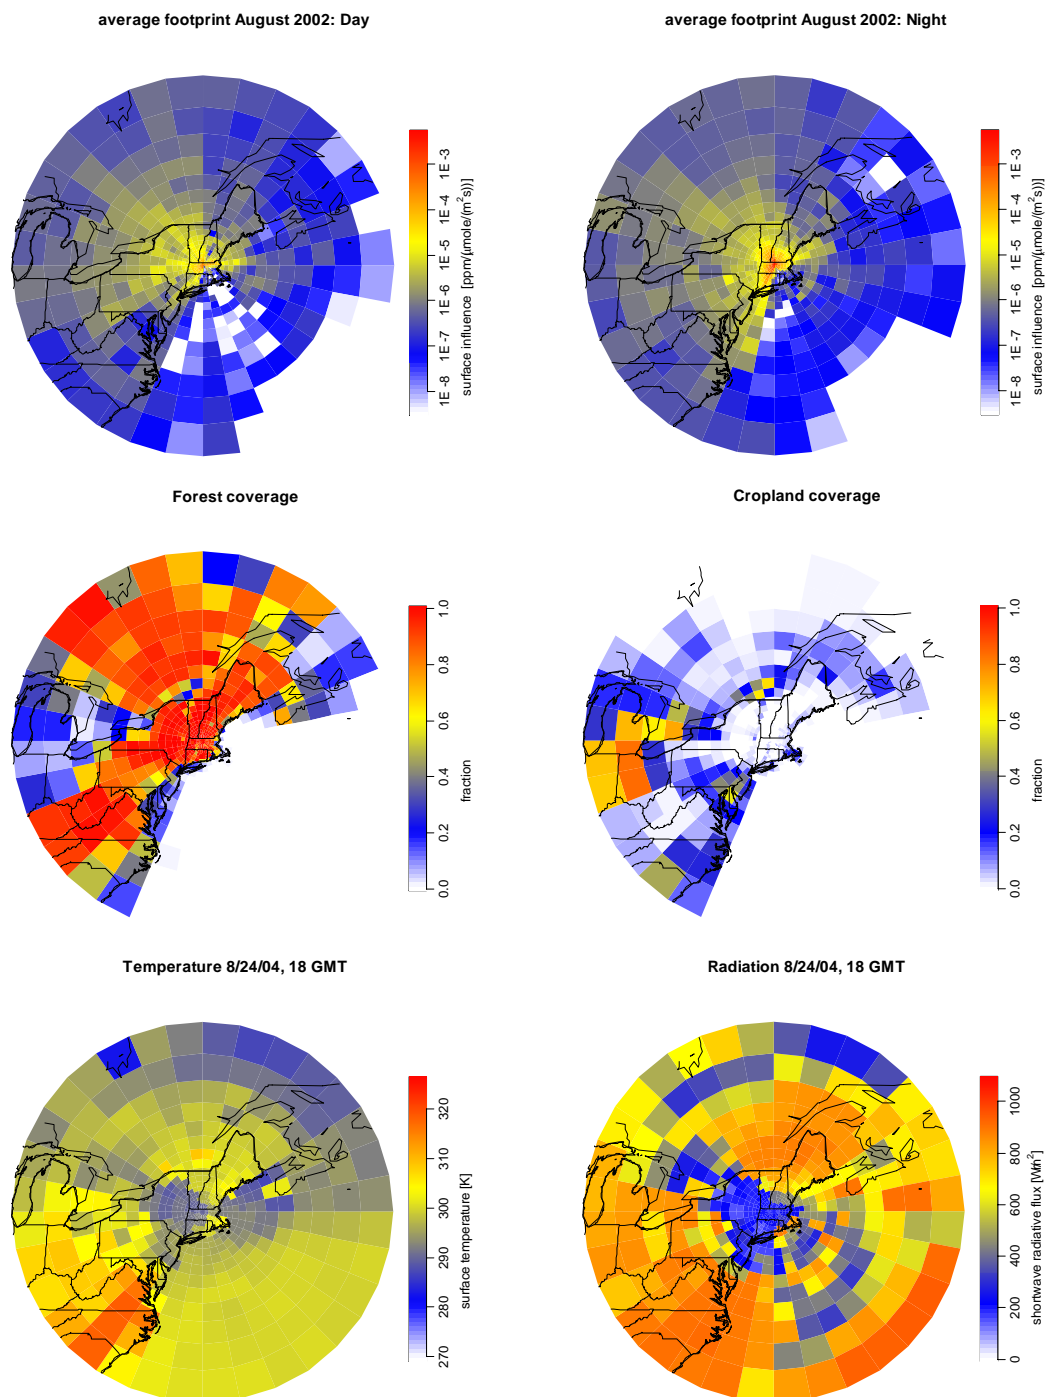 average footprint August 2002: Day
average footprint August 2002: Night
1E-8 1E-7 1E-6 1E-5 1E-4 1E-3
surface influence [ppm/(µmole/(m²s))]
1E-8 1E-7 1E-6 1E-5 1E-4 1E-3
surface influence [ppm/(µmole/(m²s))]
Forest coverage
Cropland coverage
0.0 0.2 0.4 0.6 0.8 1.0
fraction
0.0 0.2 0.4 0.6 0.8 1.0
fraction
Temperature 8/24/04, 18 GMT
Radiation 8/24/04, 18 GMT
270 280 290 300 310 320
surface temperature [K]
0 200 400 600 800 1000
shortwave radiative flux [W/m²]